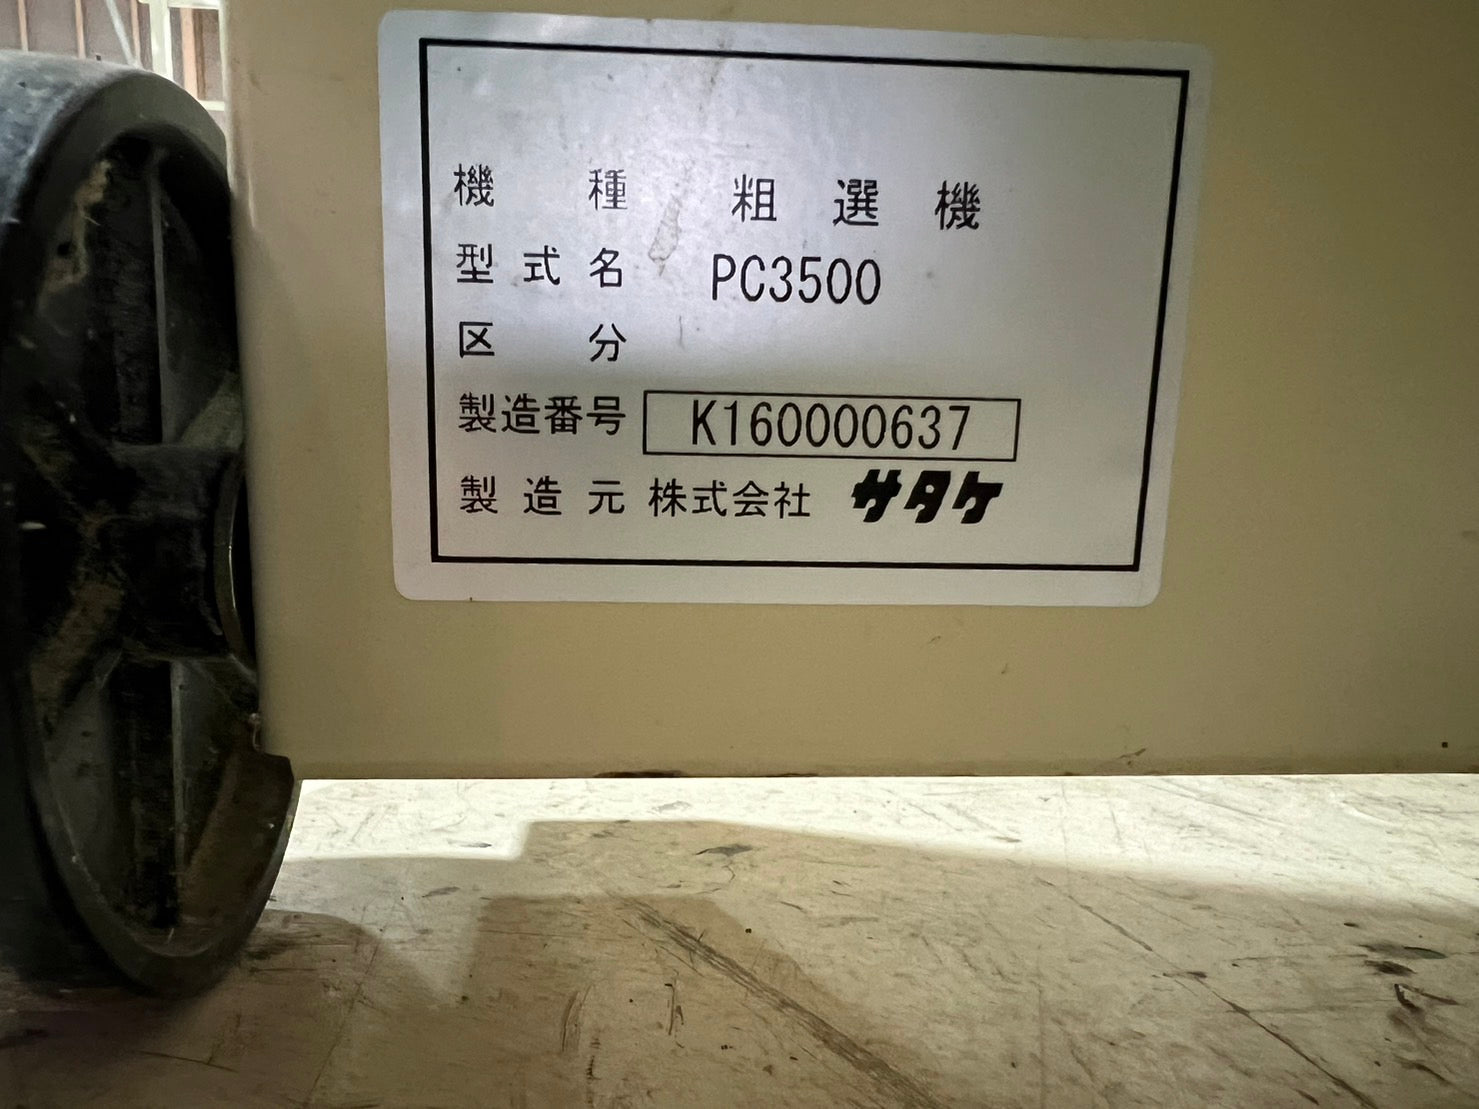 機種 粗選機
型式名 PC3500
区分
製造番号 K160000637
製造元 株式会社 サタケ